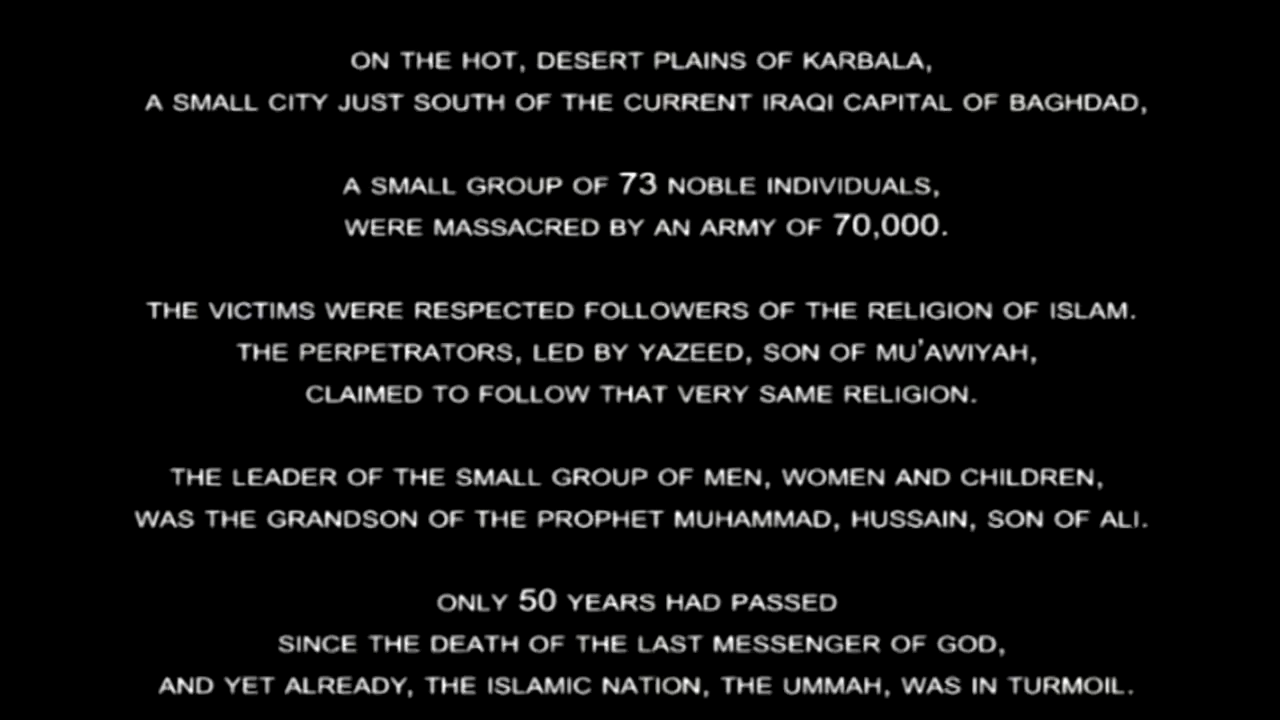 ON THE HOT, DESERT PLAINS OF KARBALA,
A SMALL CITY JUST SOUTH OF THE CURRENT IRAQI CAPITAL OF BAGHDAD,
A SMALL GROUP OF 73 NOBLE INDIVIDUALS,
WERE MASSACRED BY AN ARMY OF 70,000.
THE VICTIMS WERE RESPECTED FOLLOWERS OF THE RELIGION OF ISLAM.
THE PERPETRATORS, LED BY YAZEED, SON OF MU'AWIYAH,
CLAIMED TO FOLLOW THAT VERY SAME RELIGION.
THE LEADER OF THE SMALL GROUP OF MEN, WOMEN AND CHILDREN,
WAS THE GRANDSON OF THE PROPHET MUHAMMAD, HUSSAIN, SON OF ALI.
ONLY 50 YEARS HAD PASSED
SINCE THE DEATH OF THE LAST MESSENGER OF GOD,
AND YET ALREADY, THE ISLAMIC NATION, THE UMMAH, WAS IN TURMOIL.